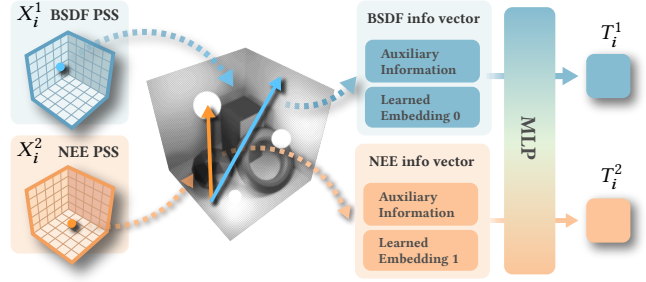 X_i^1 BSDF PSS
X_i^2 NEE PSS
BSDF info vector
Auxiliary
Information
Learned
Embedding 0
NEE info vector
Auxiliary
Information
Learned
Embedding 1
MLP
T_i^1
T_i^2